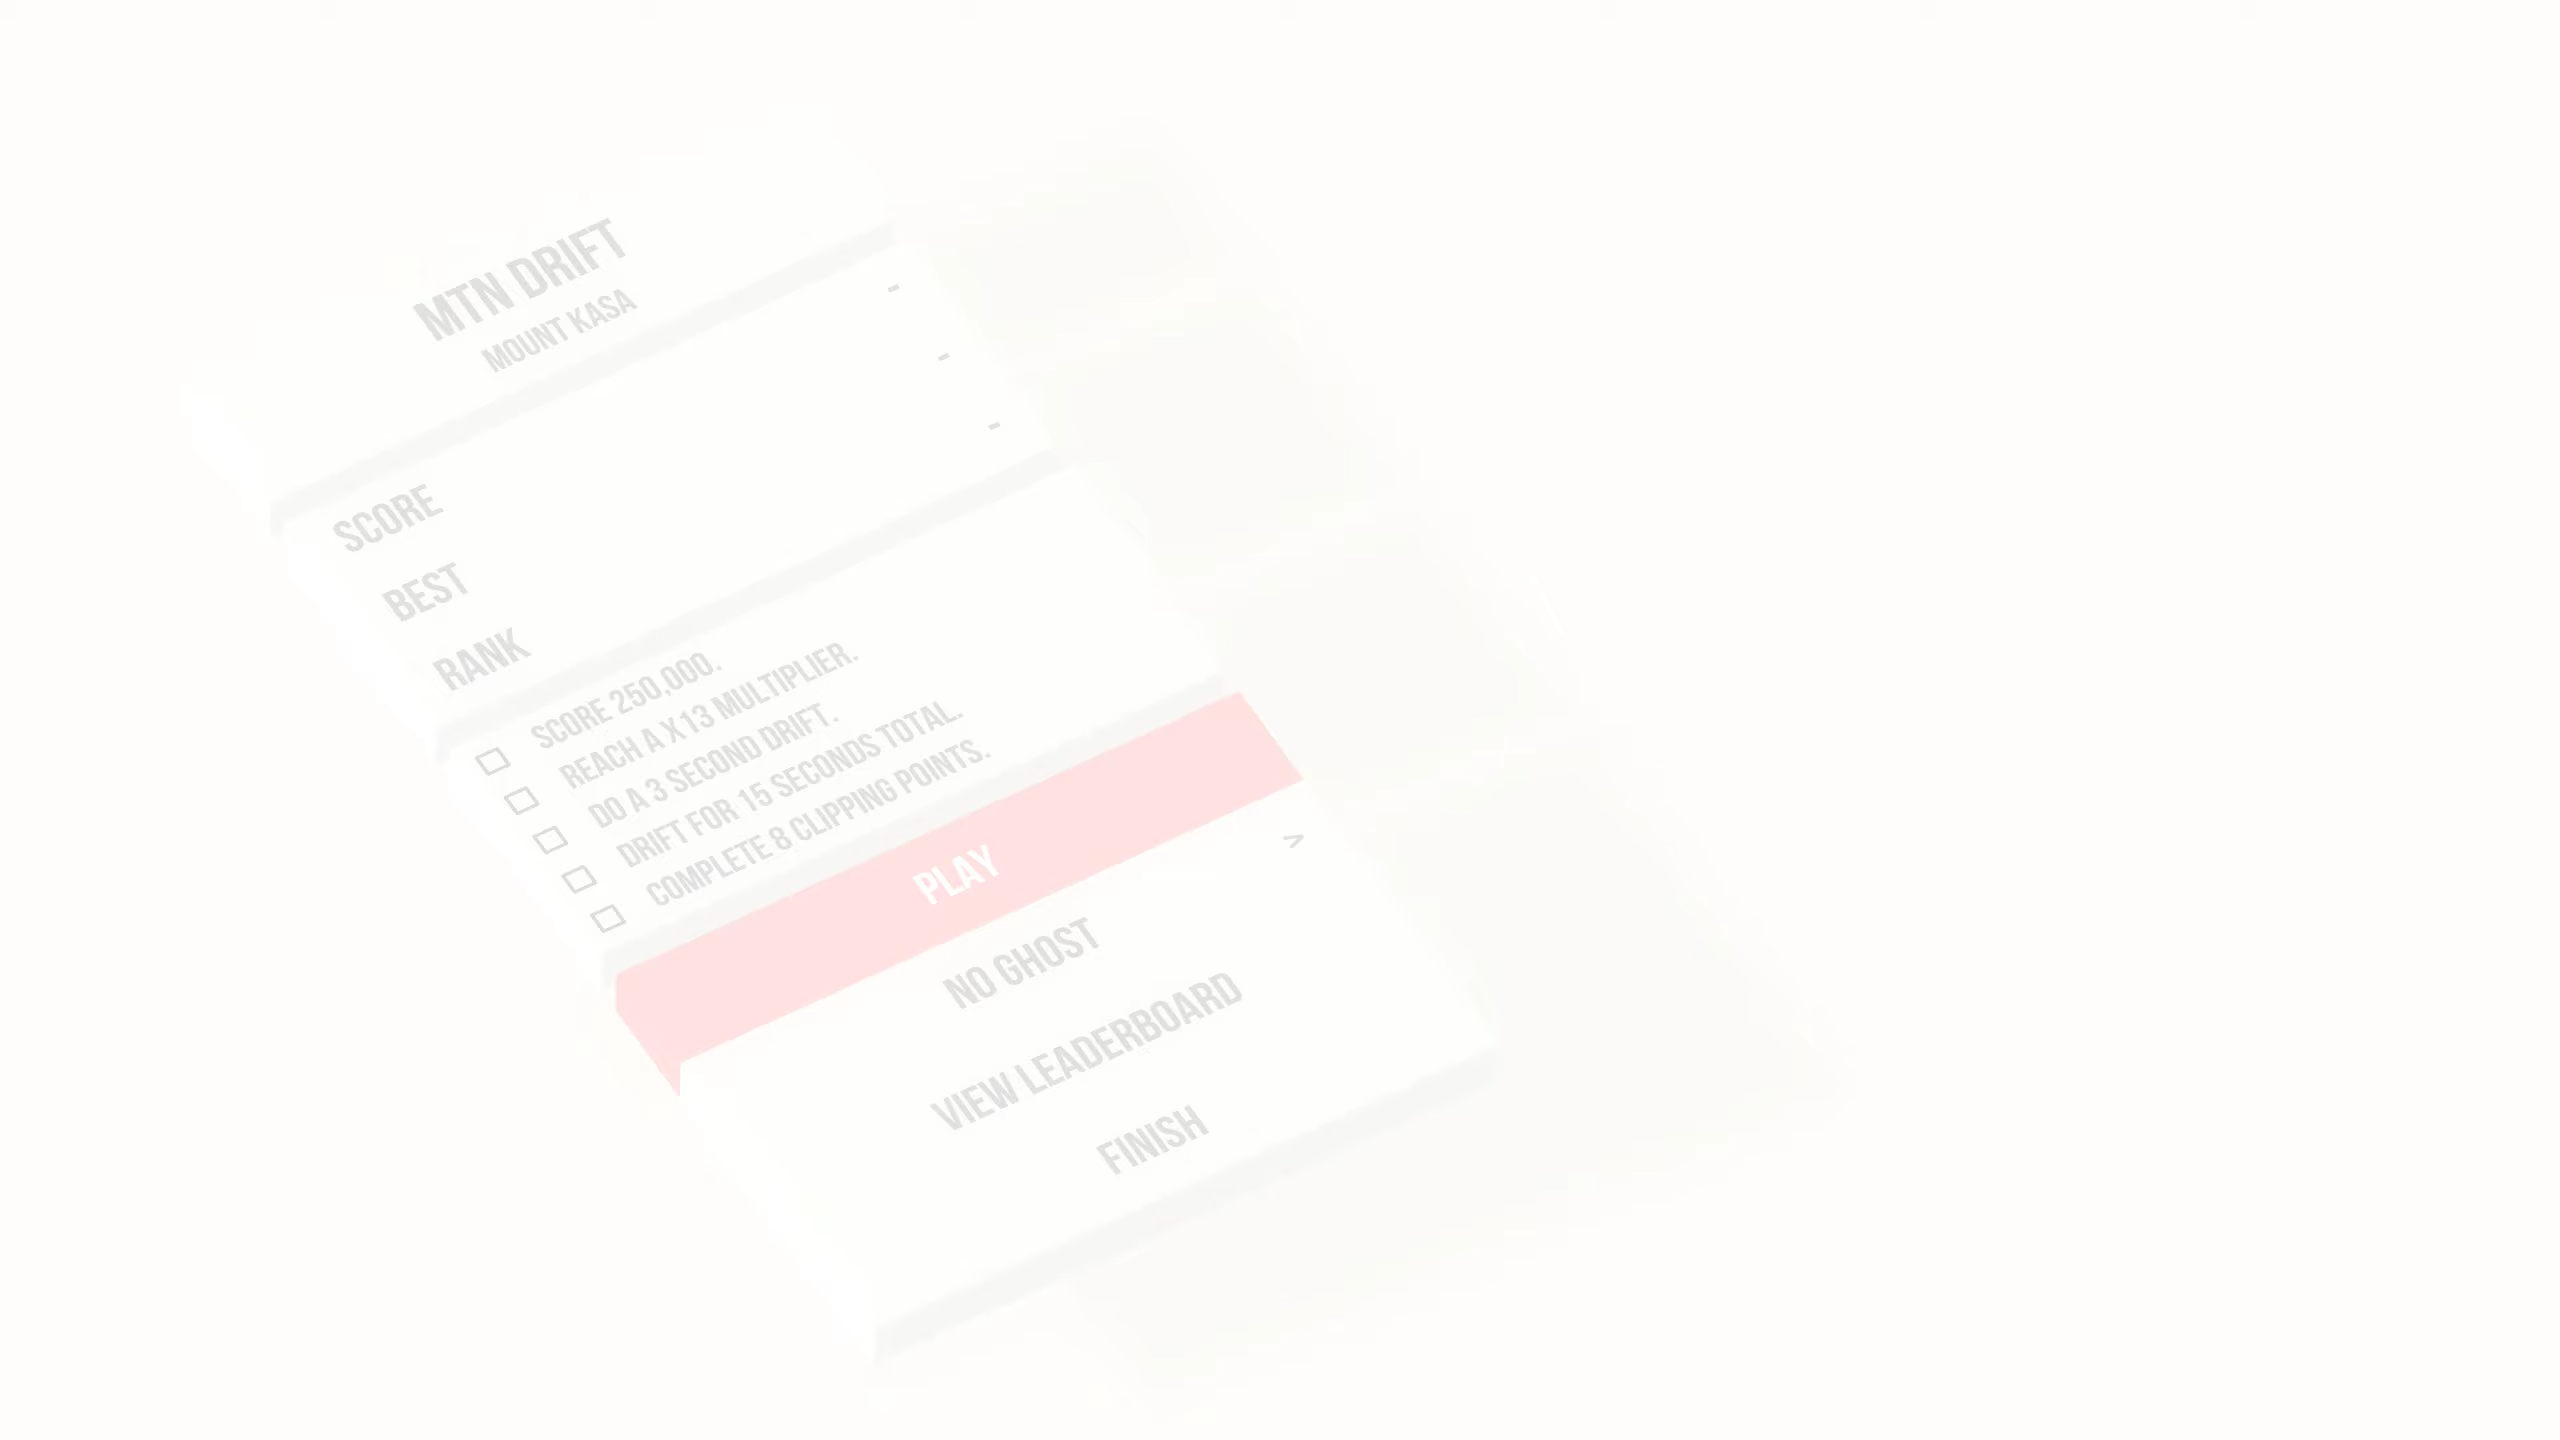 MTN DRIFT
MOUNT KASA
SCORE -
BEST -
RANK -
SCORE 250,000.
REACH A X13 MULTIPLIER.
DO A 3 SECOND DRIFT.
DRIFT FOR 15 SECONDS TOTAL.
COMPLETE 8 CLIPPING POINTS.
PLAY
NO GHOST >
VIEW LEADERBOARD
FINISH